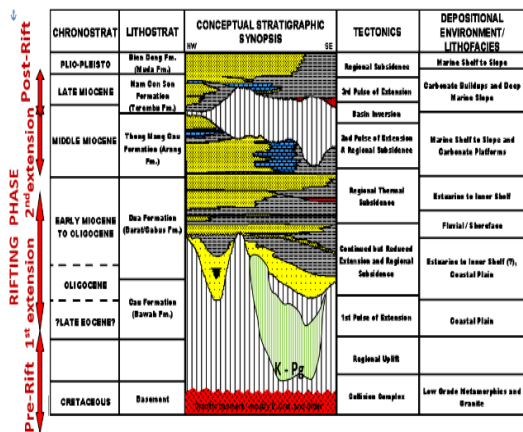 CHRONOSTRAT
LITHOSTRAT
CONCEPTUAL STRATIGRAPHIC
SYNOPSIS
NW
SE
TECTONICS
DEPOSITIONAL
ENVIRONMENT/
LITHOFACIES
PLIO-PLEISTO
Bien Dong Fm.
(Muda Fm.)
Regional Subsidence
Marine Shelf to Slope
LATE MIOCENE
Nam Con Son
Formation
(Terembu Fm.)
3rd Pulse of Extension
Carbonate Buildups and Deep
Marine Slope
Basin Inversion
MIDDLE MIOCENE
Thong Mang Cau
Formation (Arang
Fm.)
2nd Pulse of Extension
& Regional Subsidence
Marine Shelf to Slope and
Carbonate Platforms
EARLY MIOCENE
TO OLIGOCENE
Dua Formation
(Barat/Gabus Fm.)
Regional Thermal
Subsidence
Estuarine to Inner Shelf
Fluvial / Shoreface
Continued but Reduced
Extension and Regional
Subsidence
Estuarine to Inner Shelf (?),
Coastal Plain
OLIGOCENE
?LATE EOCENE?
Cau Formation
(Bawah Fm.)
1st Pulse of Extension
Coastal Plain
Regional Uplift
K - Pg
CRETACEOUS
Basement
Collision Complex
Low Grade Metamorphics and
Granite
Pre-Rift
1st extension
2nd extension
Post-Rift
RIFTING PHASE